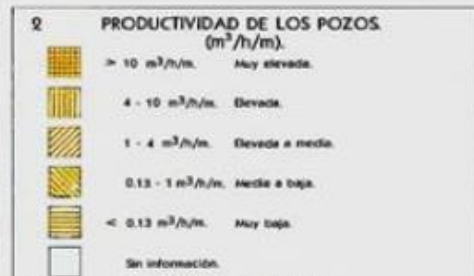 2 PRODUCTIVIDAD DE LOS POZOS.
(m³/h/m).
> 10 m³/h/m. Muy elevada.
4 - 10 m³/h/m. Elevada.
1 - 4 m³/h/m. Elevada a media.
0.13 - 1 m³/h/m. Media a baja.
< 0.13 m³/h/m. Muy baja.
Sin información.